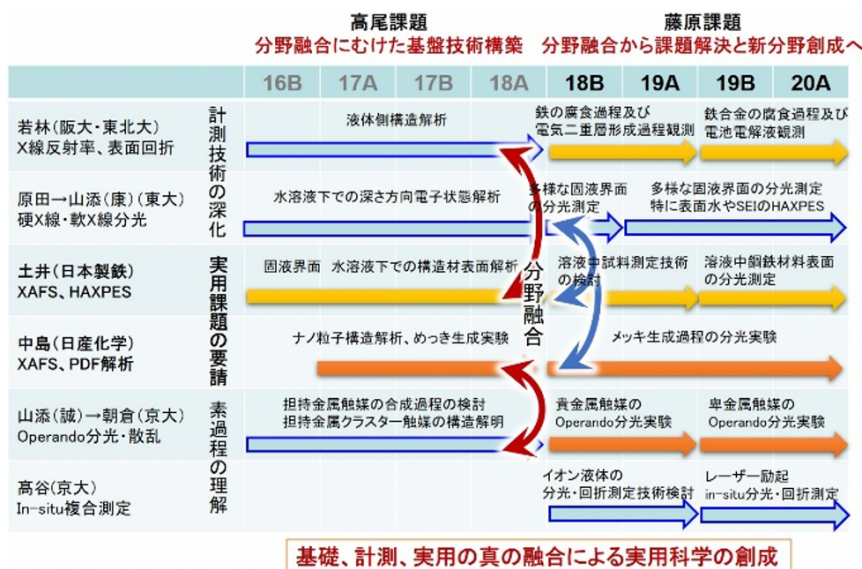 高尾課題
分野融合にむけた基盤技術構築
藤原課題
分野融合から課題解決と新分野創成へ
16B 17A 17B 18A 18B 19A 19B 20A
計測技術の深化
若林(阪大・東北大)
X線反射率、表面回折
液体側構造解析
鉄の腐食過程及び
電気二重層形成過程観測
鉄合金の腐食過程及び
電池電解液観測
原田→山添(康)(東大)
硬X線・軟X線分光
水溶液下での深さ方向電子状態解析
多様な固液界面
の分光測定
多様な固液界面の分光測定
特に表面水やSEIのHAXPES
実用課題の要請
土井(日本製鉄)
XAFS、HAXPES
固液界面 水溶液下での構造材表面解析
溶液中試料測定技術
の検討
溶液中鋼鉄材料表面
の分光測定
分野融合
中島(日産化学)
XAFS、PDF解析
ナノ粒子構造解析、めっき生成実験
メッキ生成過程の分光実験
素過程の理解
山添(誠)→朝倉(京大)
Operando分光・散乱
担持金属触媒の合成過程の検討
担持金属クラスター触媒の構造解明
貴金属触媒の
Operando分光実験
卑金属触媒の
Operando分光実験
髙谷(京大)
In-situ複合測定
イオン液体の
分光・回折測定技術検討
レーザー励起
in-situ分光・回折測定
基礎、計測、実用の真の融合による実用科学の創成